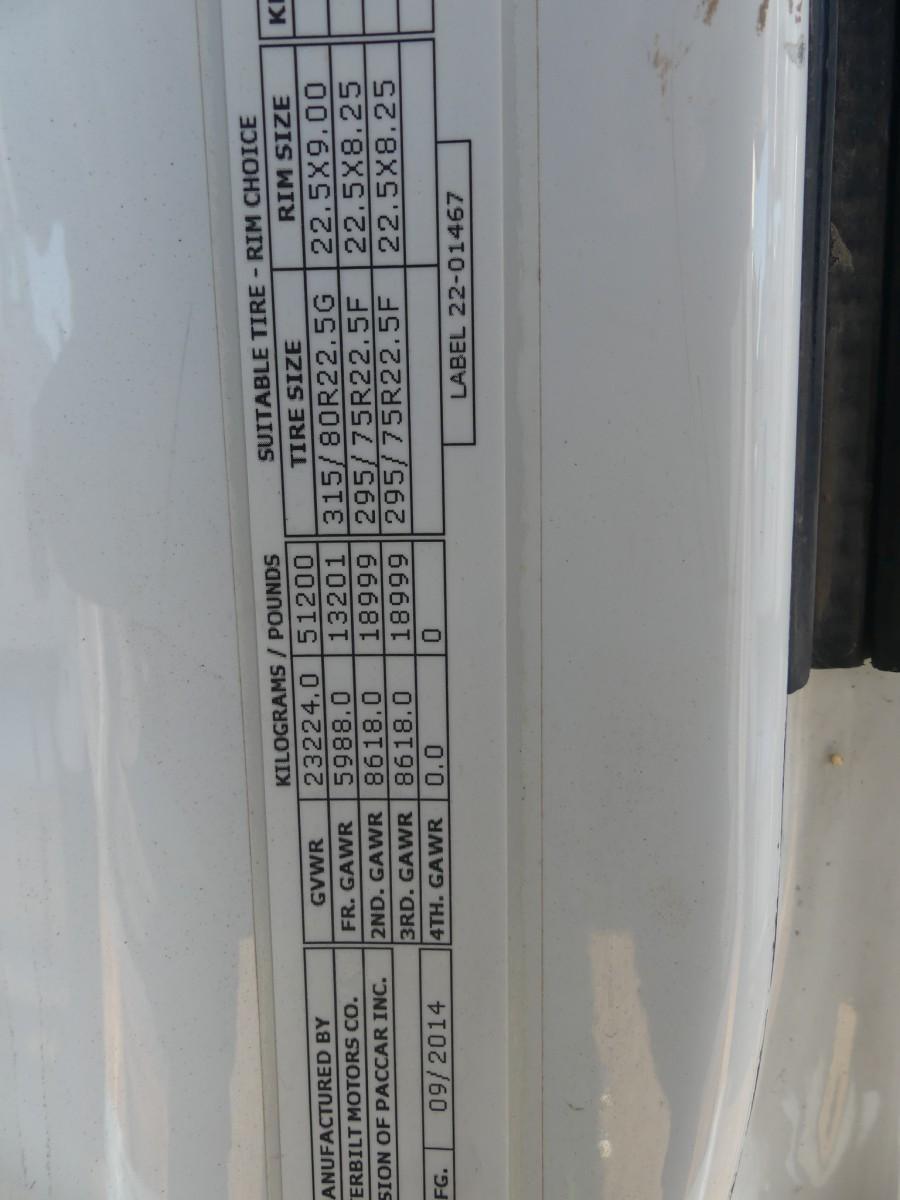 ANUFACTURED BY
TERBILT MOTORS CO.
SION OF PACCAR INC.
FG. 09/2014
KILOGRAMS / POUNDS
GVWR 23224.0 51200
FR. GAWR 5988.0 13201
2ND. GAWR 8618.0 18999
3RD. GAWR 8618.0 18999
4TH. GAWR 0.0 0
SUITABLE TIRE - RIM CHOICE
TIRE SIZE RIM SIZE
315/80R22.5G 22.5X9.00
295/75R22.5F 22.5X8.25
295/75R22.5F 22.5X8.25
LABEL 22-01467